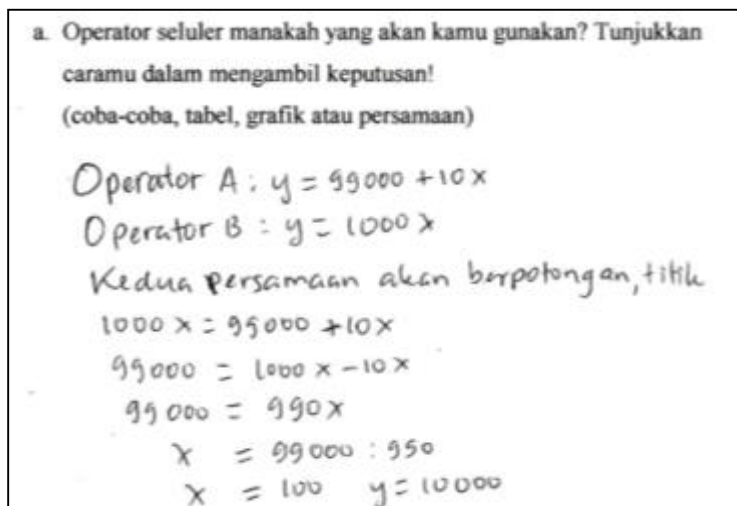 a. Operator seluler manakah yang akan kamu gunakan? Tunjukkan
caramu dalam mengambil keputusan!
(coba-coba, tabel, grafik atau persamaan)
Operator A : y = 99000 + 10x
Operator B : y = 1000x
Kedua persamaan akan berpotongan, titik
1000x = 99000 + 10x
99000 = 1000x - 10x
99000 = 990x
x = 99000 : 990
x = 100 y = 10000